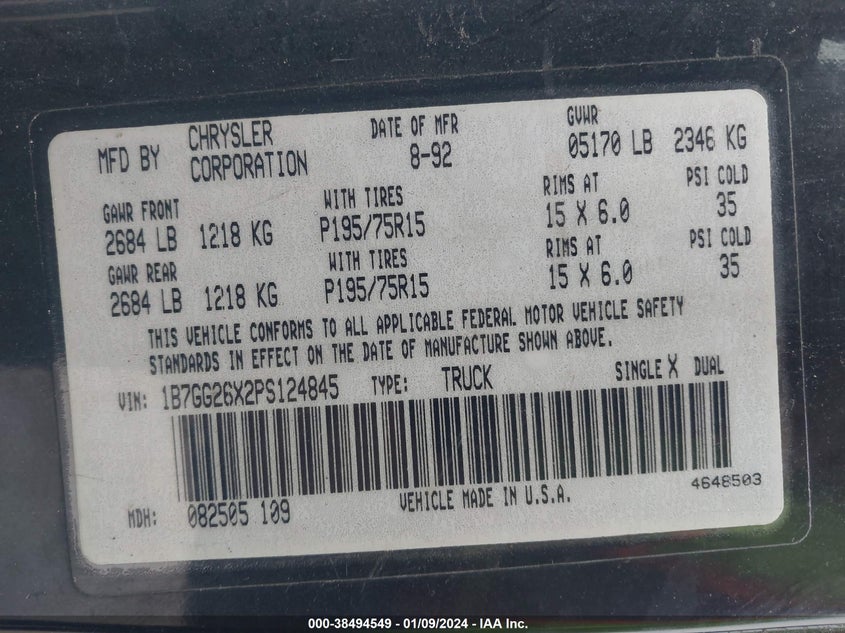 MFD BY CHRYSLER CORPORATION DATE OF MFR 8-92 GVWR 05170 LB 2346 KG
GAWR FRONT WITH TIRES RIMS AT PSI COLD
2684 LB 1218 KG P195/75R15 15 X 6.0 35
GAWR REAR WITH TIRES RIMS AT PSI COLD
2684 LB 1218 KG P195/75R15 15 X 6.0 35
THIS VEHICLE CONFORMS TO ALL APPLICABLE FEDERAL MOTOR VEHICLE SAFETY
STANDARDS IN EFFECT ON THE DATE OF MANUFACTURE SHOWN ABOVE.
VIN: 1B7GG26X2PS124845 TYPE: TRUCK SINGLE X DUAL
MDH: 082505 109 VEHICLE MADE IN U.S.A. 4648503
000-38494549 - 01/09/2024 - IAA Inc.